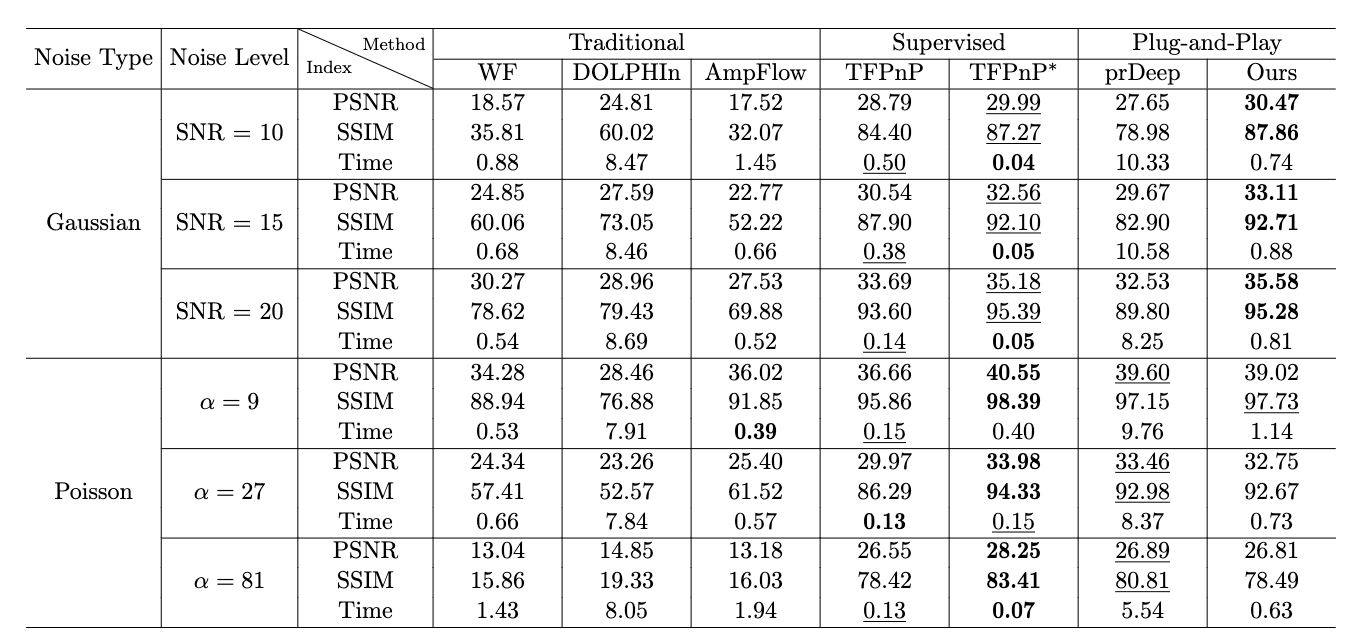 Noise Type Noise Level Method Index Traditional Supervised Plug-and-Play
WF DOLPHIn AmpFlow TFPnP TFPnP* prDeep Ours
Gaussian
SNR = 10
PSNR 18.57 24.81 17.52 28.79 29.99 27.65 30.47
SSIM 35.81 60.02 32.07 84.40 87.27 78.98 87.86
Time 0.88 8.47 1.45 0.50 0.04 10.33 0.74
SNR = 15
PSNR 24.85 27.59 22.77 30.54 32.56 29.67 33.11
SSIM 60.06 73.05 52.22 87.90 92.10 82.90 92.71
Time 0.68 8.46 0.66 0.38 0.05 10.58 0.88
SNR = 20
PSNR 30.27 28.96 27.53 33.69 35.18 32.53 35.58
SSIM 78.62 79.43 69.88 93.60 95.39 89.80 95.28
Time 0.54 8.69 0.52 0.14 0.05 8.25 0.81
Poisson
α = 9
PSNR 34.28 28.46 36.02 36.66 40.55 39.60 39.02
SSIM 88.94 76.88 91.85 95.86 98.39 97.15 97.73
Time 0.53 7.91 0.39 0.15 0.40 9.76 1.14
α = 27
PSNR 24.34 23.26 25.40 29.97 33.98 33.46 32.75
SSIM 57.41 52.57 61.52 86.29 94.33 92.98 92.67
Time 0.66 7.84 0.57 0.13 0.15 8.37 0.73
α = 81
PSNR 13.04 14.85 13.18 26.55 28.25 26.89 26.81
SSIM 15.86 19.33 16.03 78.42 83.41 80.81 78.49
Time 1.43 8.05 1.94 0.13 0.07 5.54 0.63